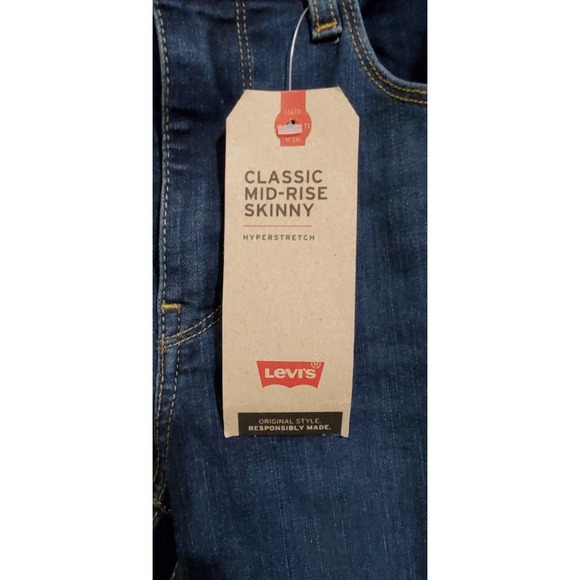 CLASSIC
MID-RISE
SKINNY
HYPERSTRETCH
LEVI'S®
ORIGINAL STYLE.
RESPONSIBLY MADE.